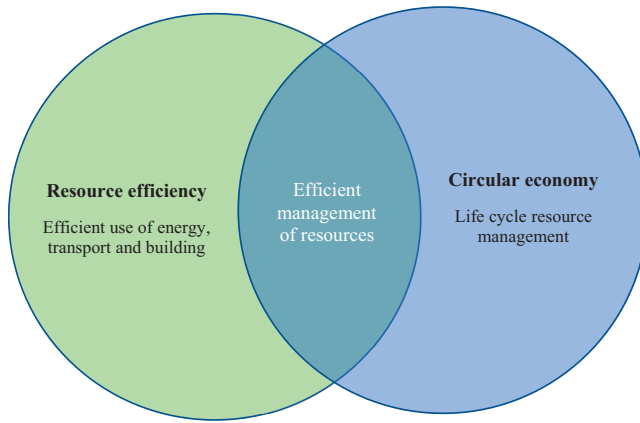 Resource efficiency
Efficient use of energy,
transport and building
Efficient
management
of resources
Circular economy
Life cycle resource
management